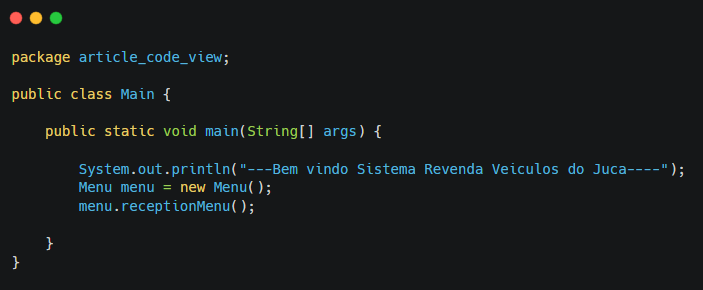 package article_code_view;
public class Main {
public static void main(String[] args) {
System.out.println("---Bem vindo Sistema Revenda Veiculos do Juca----");
Menu menu = new Menu();
menu.receptionMenu();
}
}